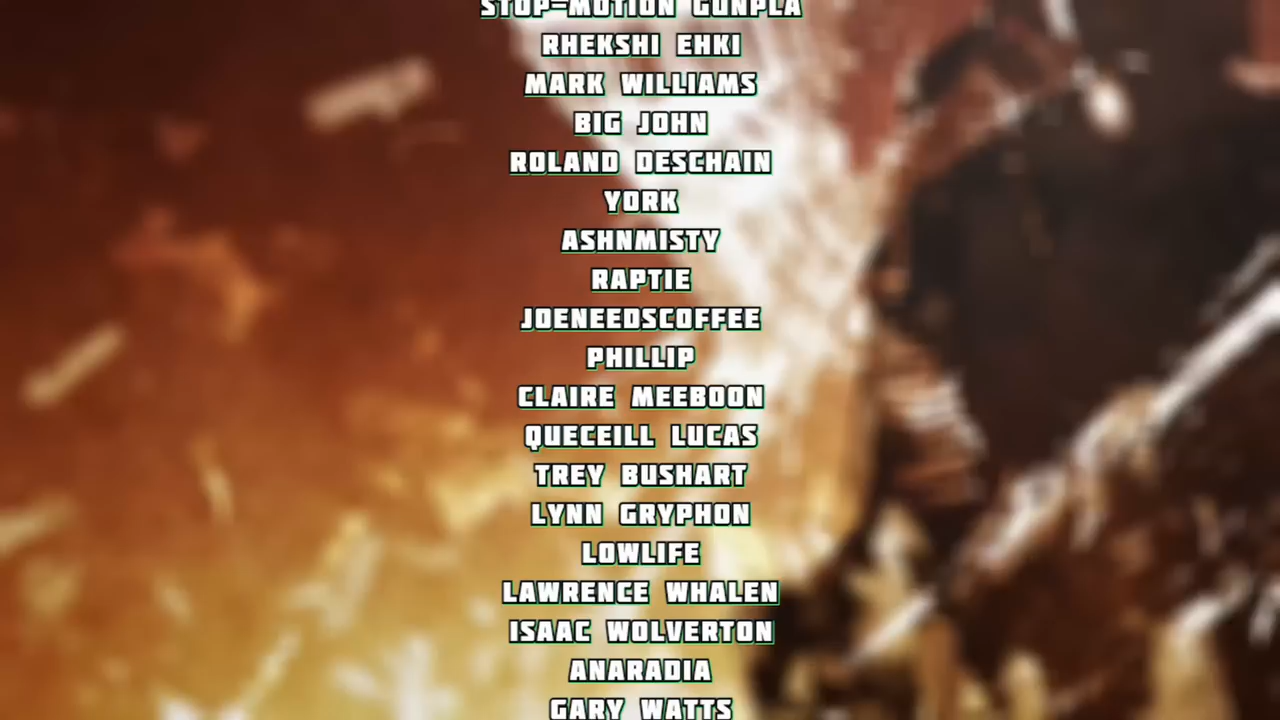 STOP-MOTION GUNPLA
RHEKSHI EHKI
MARK WILLIAMS
BIG JOHN
ROLAND DESCHAIN
YORK
ASHNMISTY
RAPTIE
JOENEEDSCOFFEE
PHILLIP
CLAIRE MEEBOON
QUECEILL LUCAS
TREY BUSHART
LYNN GRYPHON
LOWLIFE
LAWRENCE WHALEN
ISAAC WOLVERTON
ANARADIA
GARY WATTS